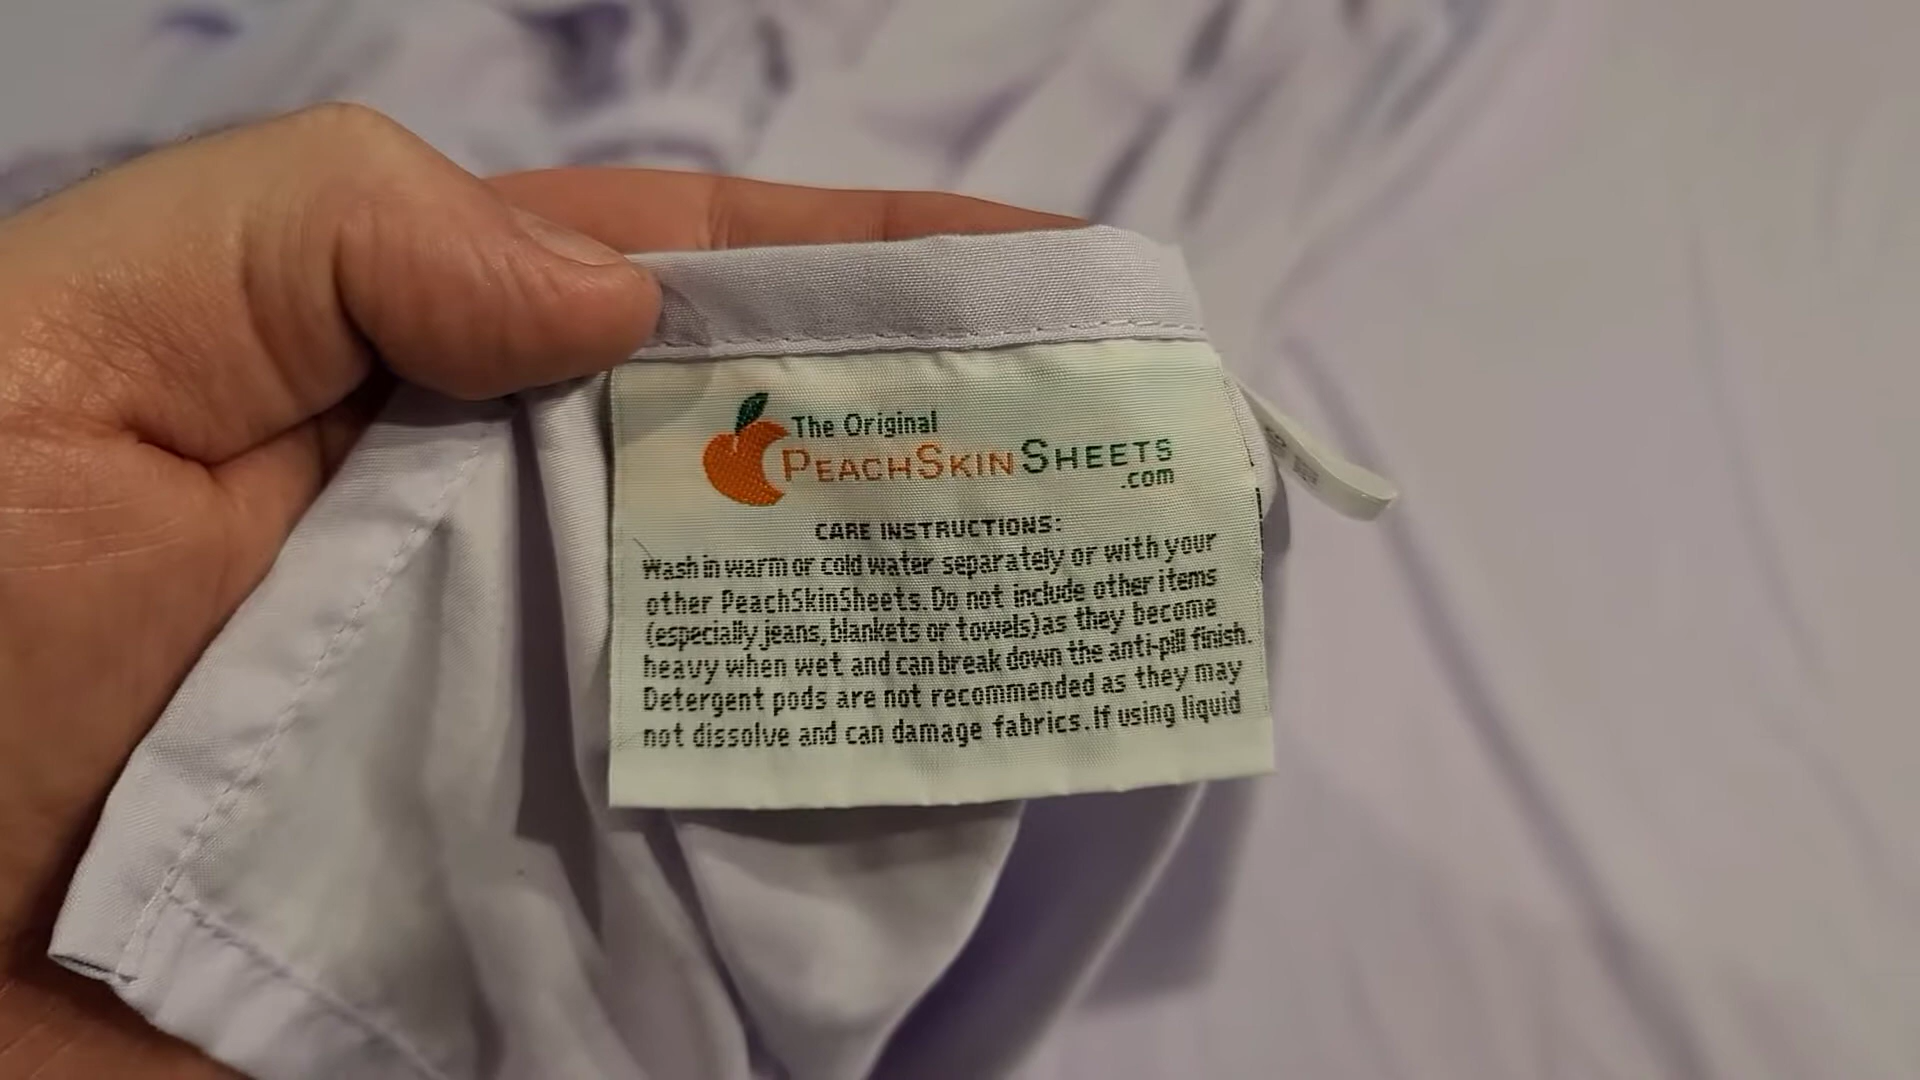 The Original
PEACHSKINSHEETS
.com
CARE INSTRUCTIONS:
Wash in warm or cold water separately or with your
other PeachSkinSheets. Do not include other items
(especially jeans, blankets or towels) as they become
heavy when wet and can break down the anti-pill finish.
Detergent pods are not recommended as they may
not dissolve and can damage fabrics. If using liquid